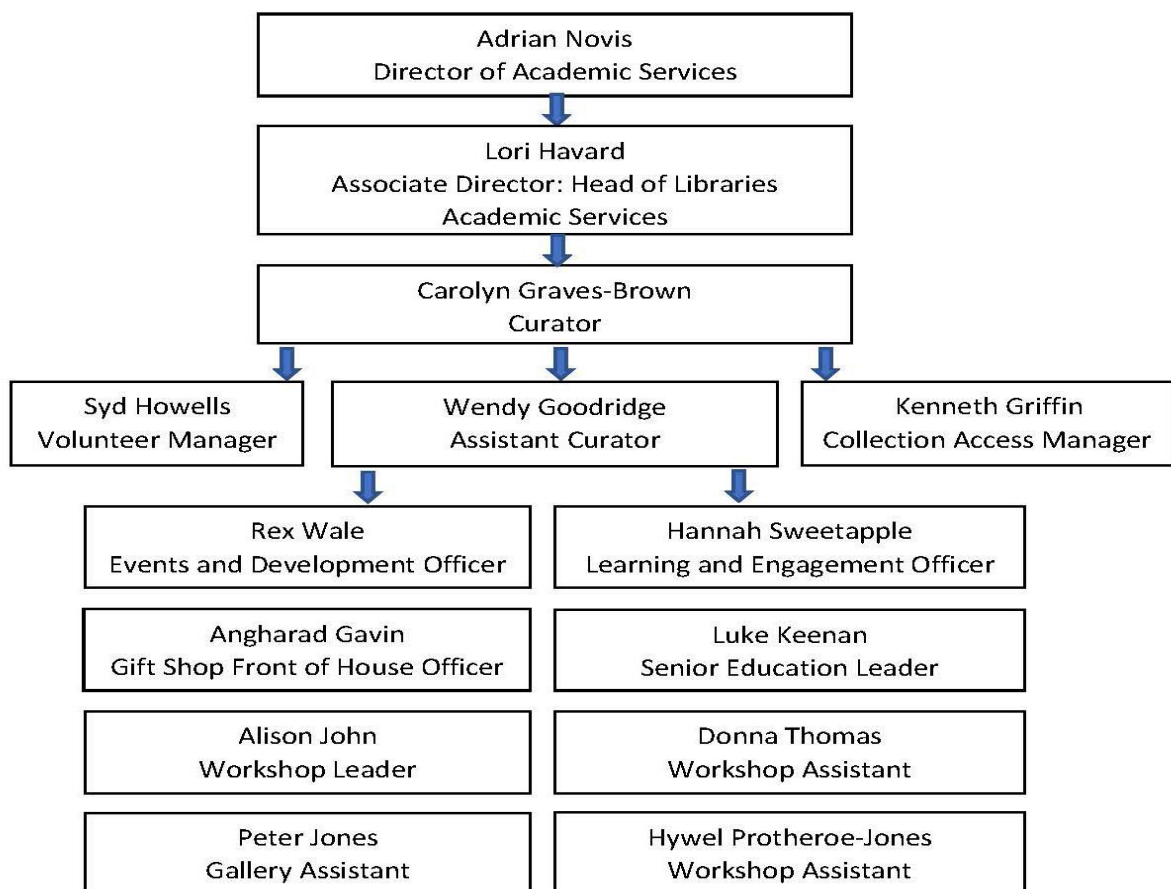 Adrian Novis
Director of Academic Services
Lori Havard
Associate Director: Head of Libraries
Academic Services
Carolyn Graves-Brown
Curator
Syd Howells
Volunteer Manager
Wendy Goodridge
Assistant Curator
Kenneth Griffin
Collection Access Manager
Rex Wale
Events and Development Officer
Hannah Sweetapple
Learning and Engagement Officer
Angharad Gavin
Gift Shop Front of House Officer
Luke Keenan
Senior Education Leader
Alison John
Workshop Leader
Donna Thomas
Workshop Assistant
Peter Jones
Gallery Assistant
Hywel Protheroe-Jones
Workshop Assistant